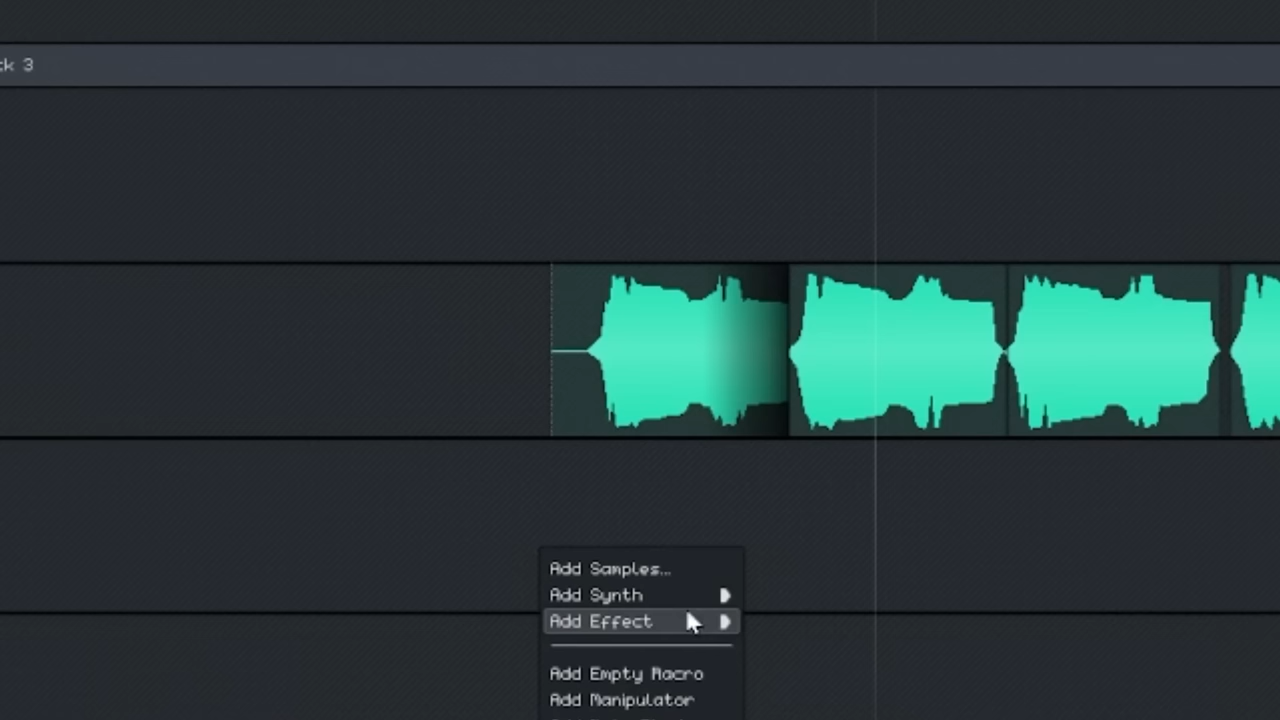 ck 3
Add Samples...
Add Synth
Add Effect
Add Empty Macro
Add Manipulator